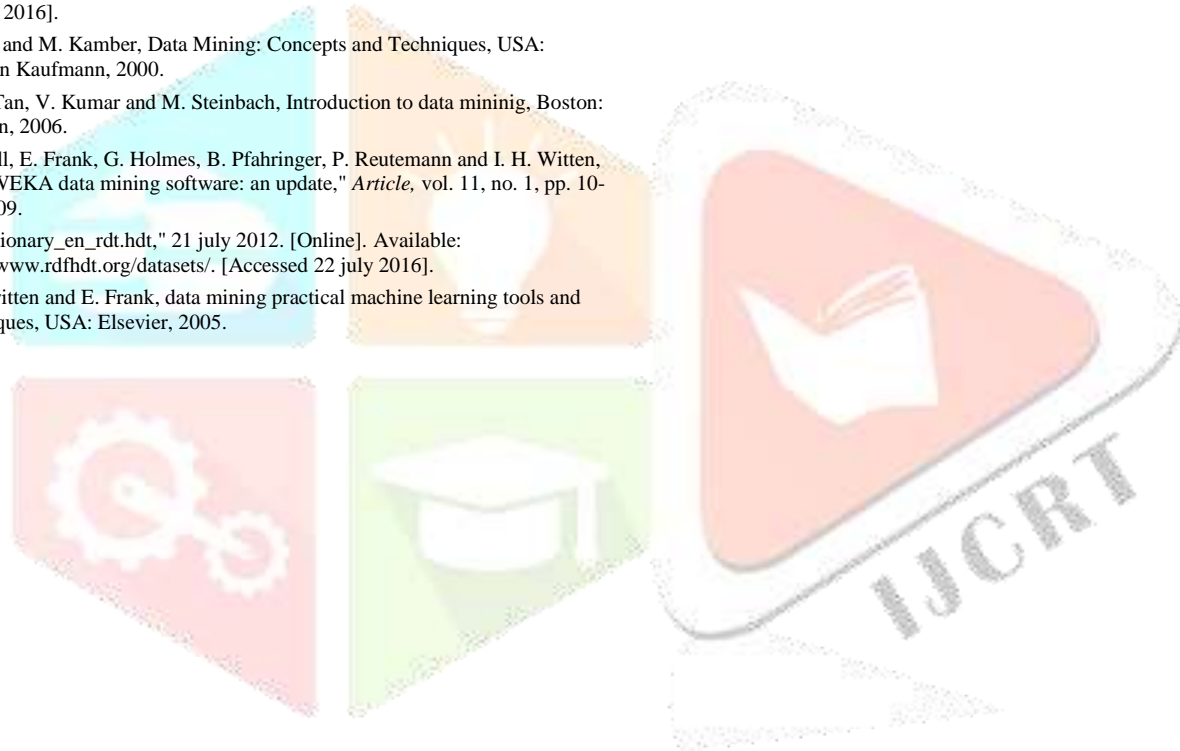 2016].
and M. Kamber, Data Mining: Concepts and Techniques, USA:
n Kaufmann, 2000.
Tan, V. Kumar and M. Steinbach, Introduction to data mininig, Boston:
n, 2006.
ll, E. Frank, G. Holmes, B. Pfahringer, P. Reutemann and I. H. Witten,
WEKA data mining software: an update," Article, vol. 11, no. 1, pp. 10-
09.
ionary_en_rdt.hdt," 21 july 2012. [Online]. Available:
www.rdfhdt.org/datasets/. [Accessed 22 july 2016].
itten and E. Frank, data mining practical machine learning tools and
ques, USA: Elsevier, 2005.
IJCRT